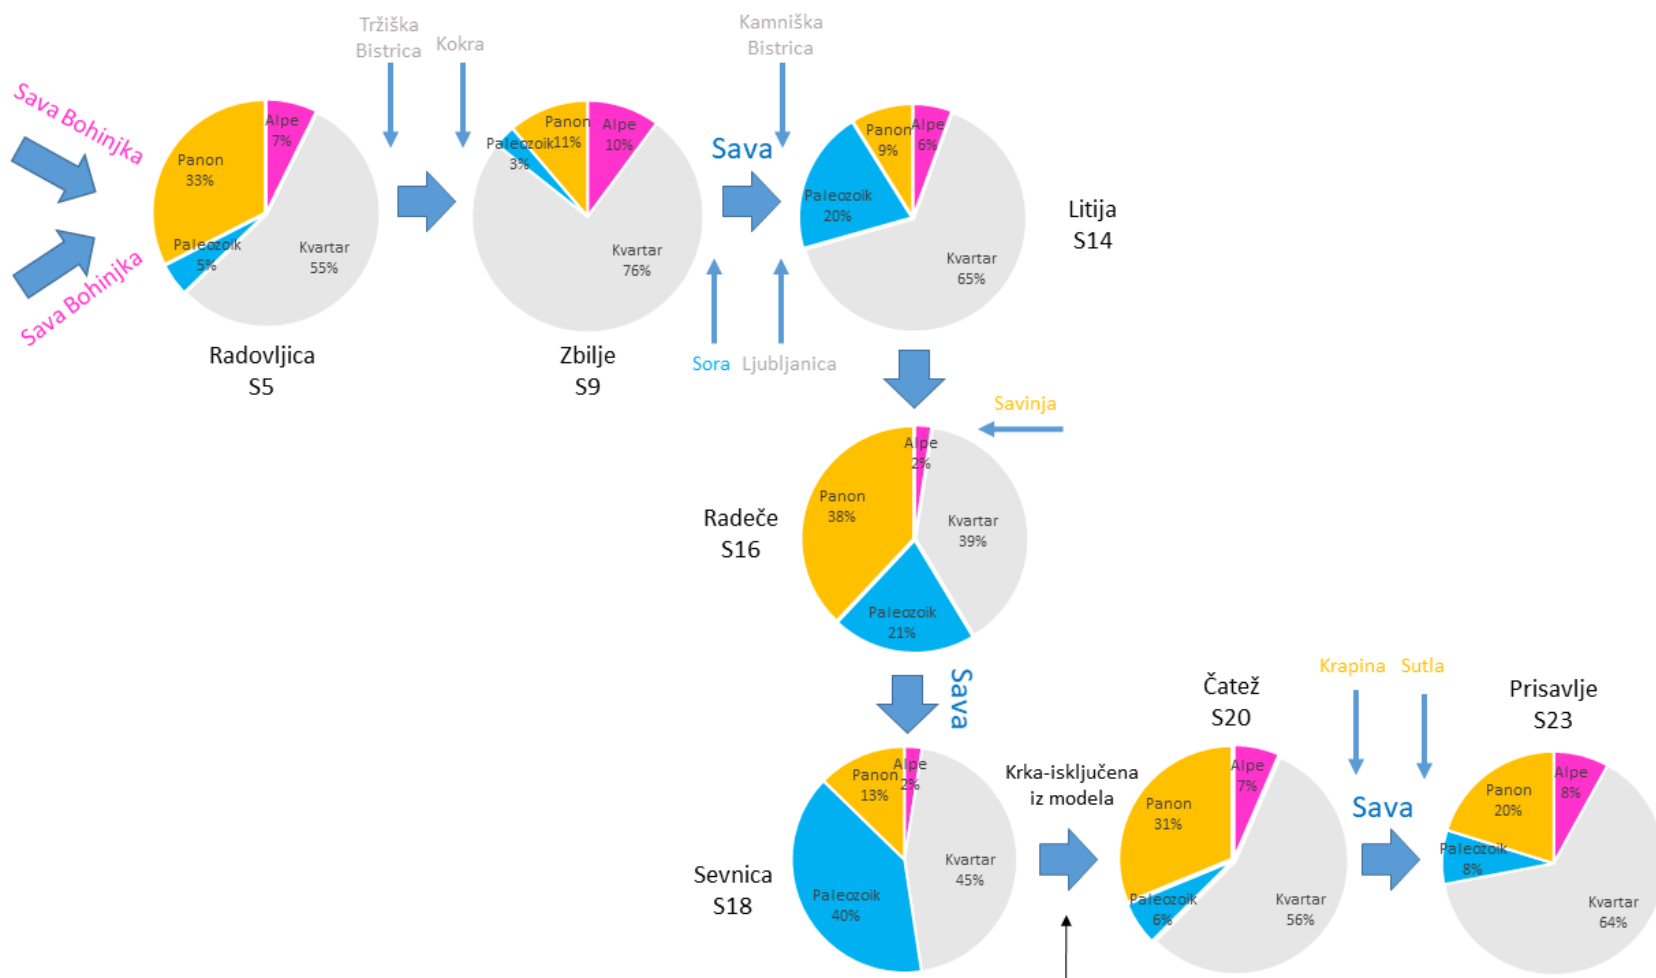 Tržiška
Bistrica
Kokra
Kamniška
Bistrica
Sava Bohinjka
Sava Bohinjka
Alpe
7%
Panon
33%
Paleozoik
5%
Kvartar
55%
Radovljica
S5
Panon
11%
Alpe
10%
Paleozoik
3%
Kvartar
76%
Zbilje
S9
Sava
Sora
Ljubljanica
Panon
9%
Alpe
6%
Paleozoik
20%
Kvartar
65%
Litija
S14
Savinja
Radeče
S16
Alpe
2%
Panon
38%
Kvartar
39%
Paleozoik
21%
Sava
Sevnica
S18
Panon
13%
Alpe
2%
Kvartar
45%
Paleozoik
40%
Krka-isključena
iz modela
Čatež
S20
Alpe
7%
Panon
31%
Paleozoik
6%
Kvartar
56%
Krapina
Sutla
Sava
Prisavlje
S23
Alpe
8%
Panon
20%
Paleozoik
8%
Kvartar
64%